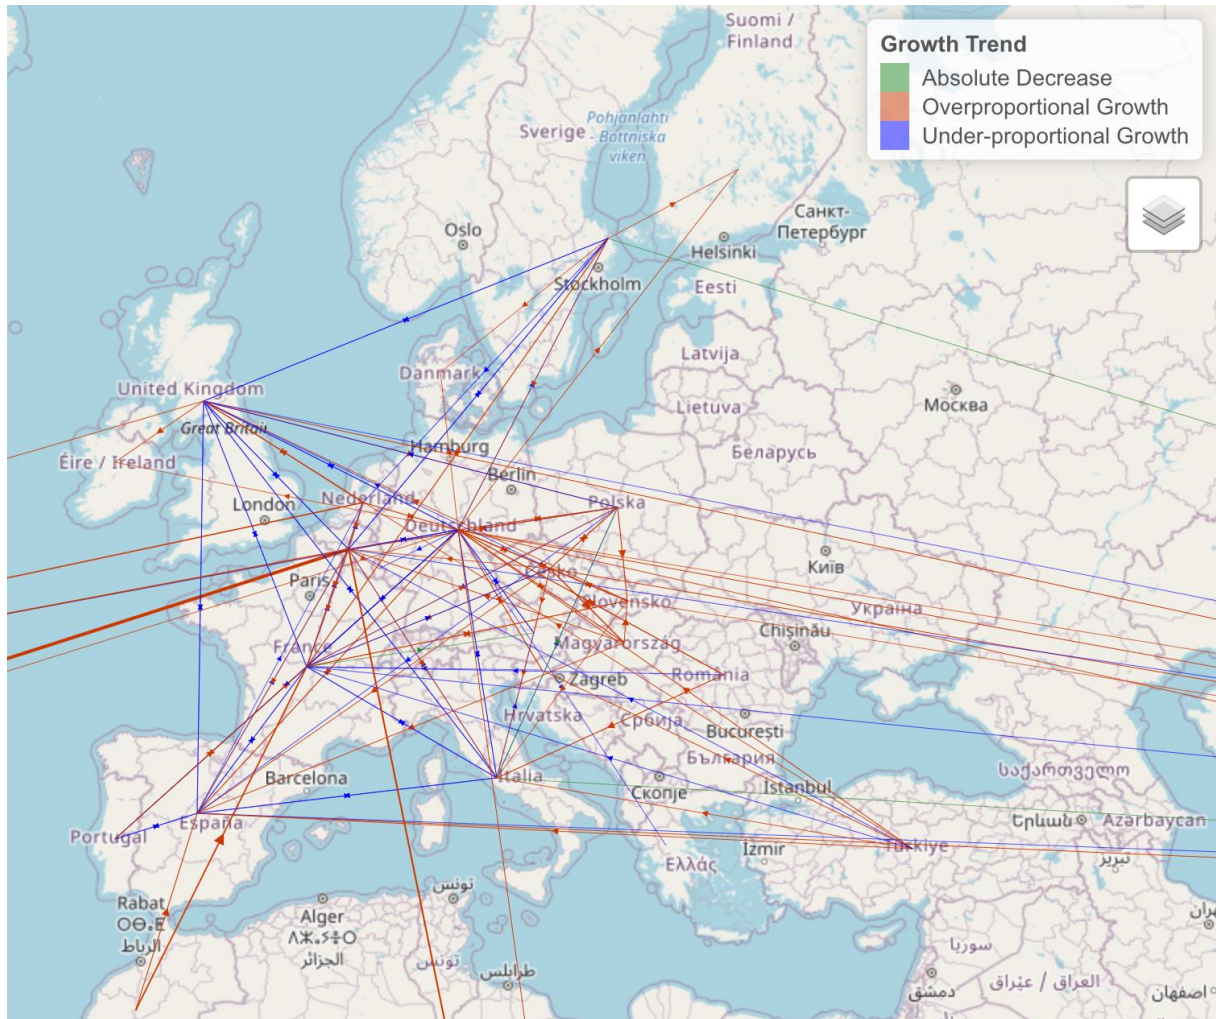 Suomi /
Finland
Growth Trend
Absolute Decrease
Overproportional Growth
Under-proportional Growth
Pohjanlahti
- Bottniska
viken
Sverige
Oslo
Санкт-
Петербург
Helsinki
Stockholm
Eesti
Latvija
Danmark
United Kingdom
Москва
Lietuva
Great Britain
Hamburg
Беларусь
Éire / Ireland
Berlin
Nederland
Polska
London
Deutschland
Київ
Česko
Paris
Slovensko
Україна
Chișinău
France
Magyarország
România
Zagreb
Hrvatska
Србија
București
България
საქართველო
Barcelona
Italia
Скопје
İstanbul
Երևան
Azərbaycan
Portugal
España
Ελλάς
İzmir
Türkiye
تبریز
تونس
Rabat
ⵔⴱⴰⵟ
الرباط
Alger
الجزائر
تونس
طرابلس
سوريا
دمشق
العراق / عێراق
اصفهان